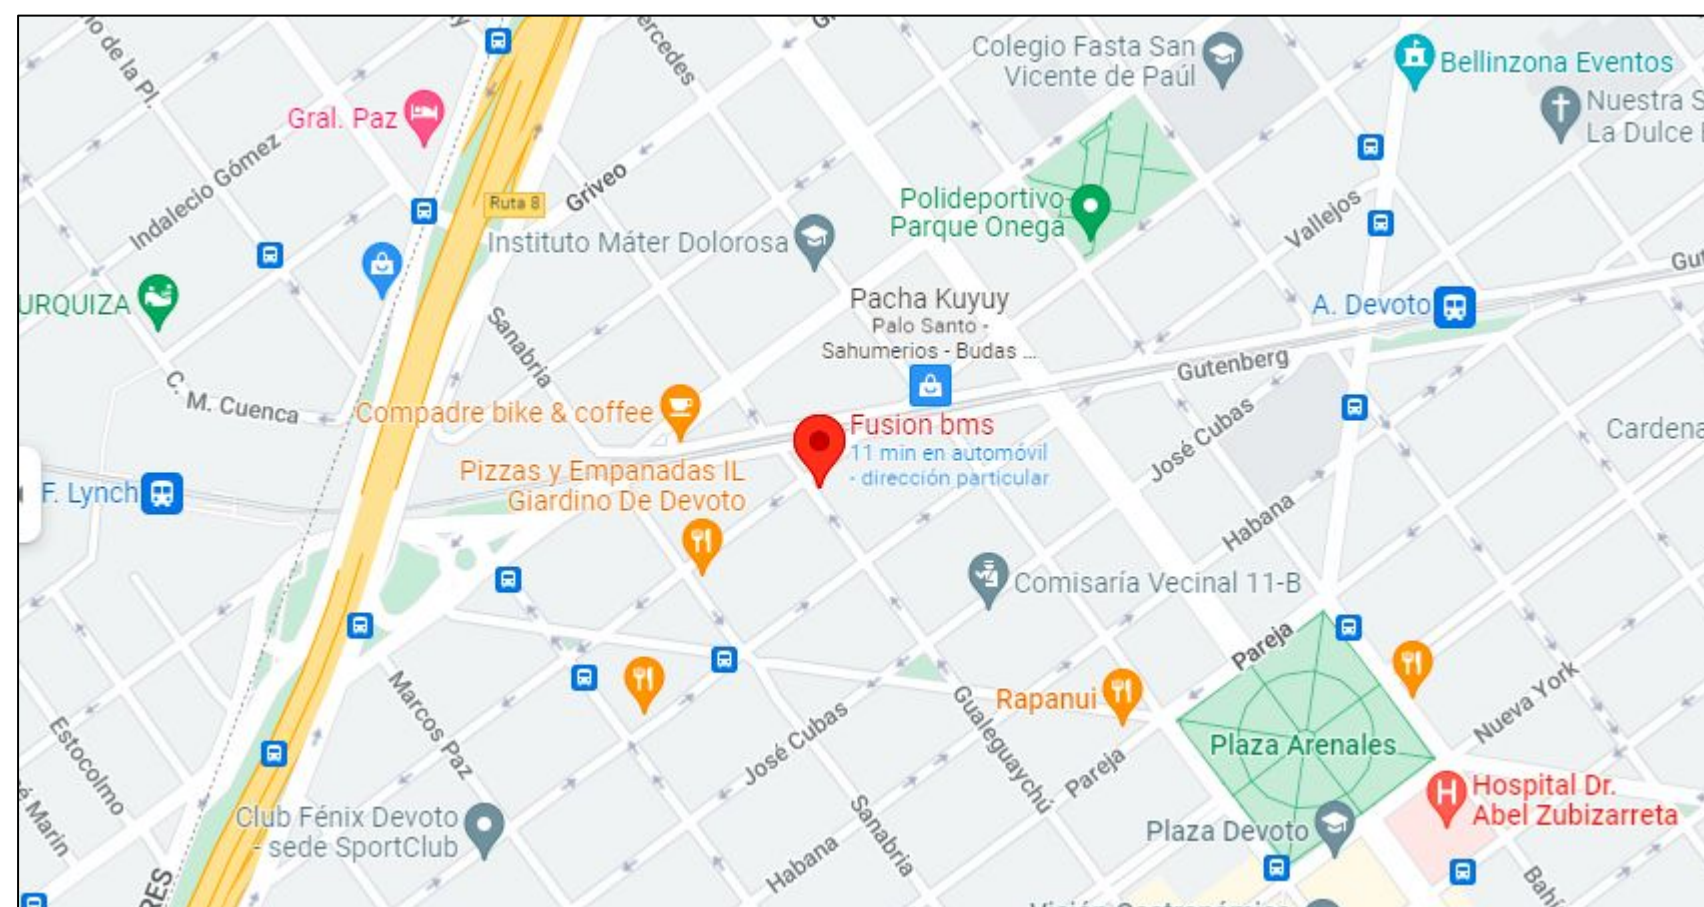 Colegio Fasta San
Vicente de Paúl
Bellinzona Eventos
Nuestra S
La Dulce
Gral. Paz
Indalecio Gómez
Ruta 8
Griveo
Polideportivo
Parque Onega
Vallejos
Instituto Máter Dolorosa
URQUIZA
Sanabria
Pacha Kuyuy
Palo Santo -
Sahumerios - Budas ...
A. Devoto
Gutenberg
C. M. Cuenca
Compadre bike & coffee
Fusion bms
11 min en automóvil
- dirección particular
José Cubas
Cardena
Pizzas y Empanadas IL
Giardino De Devoto
F. Lynch
Habana
Comisaría Vecinal 11-B
Pareja
Rapanui
Nueva York
Marcos Paz
Estocolmo
José Cubas
Gualeguaychú
Pareja
Plaza Arenales
Hospital Dr.
Abel Zubizarreta
Club Fénix Devoto
- sede SportClub
Sanabria
Plaza Devoto
Habana
Marin
RES
Bahí